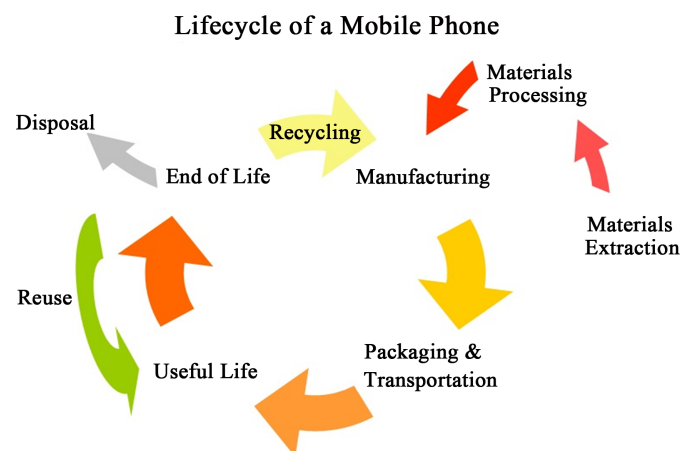 Lifecycle of a Mobile Phone
Materials
Processing
Disposal
Recycling
End of Life
Manufacturing
Materials
Extraction
Reuse
Packaging &
Transportation
Useful Life